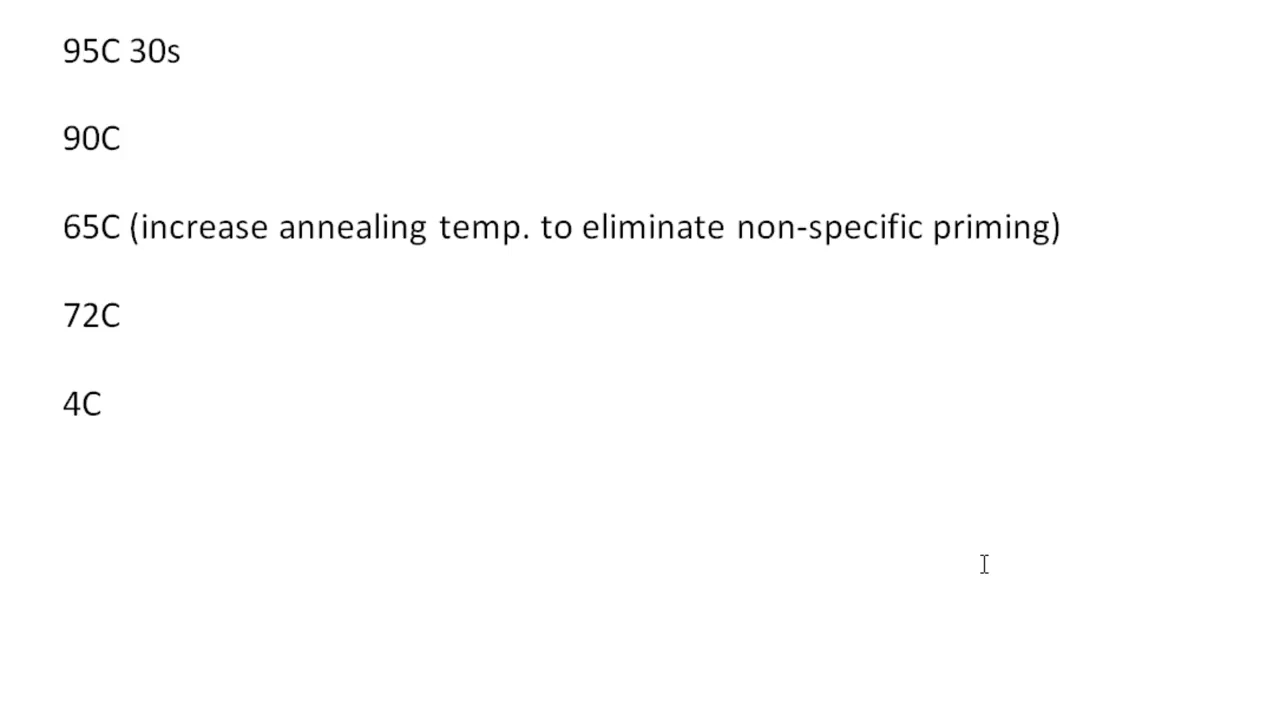 95C 30s
90C
65C (increase annealing temp. to eliminate non-specific priming)
72C
4C